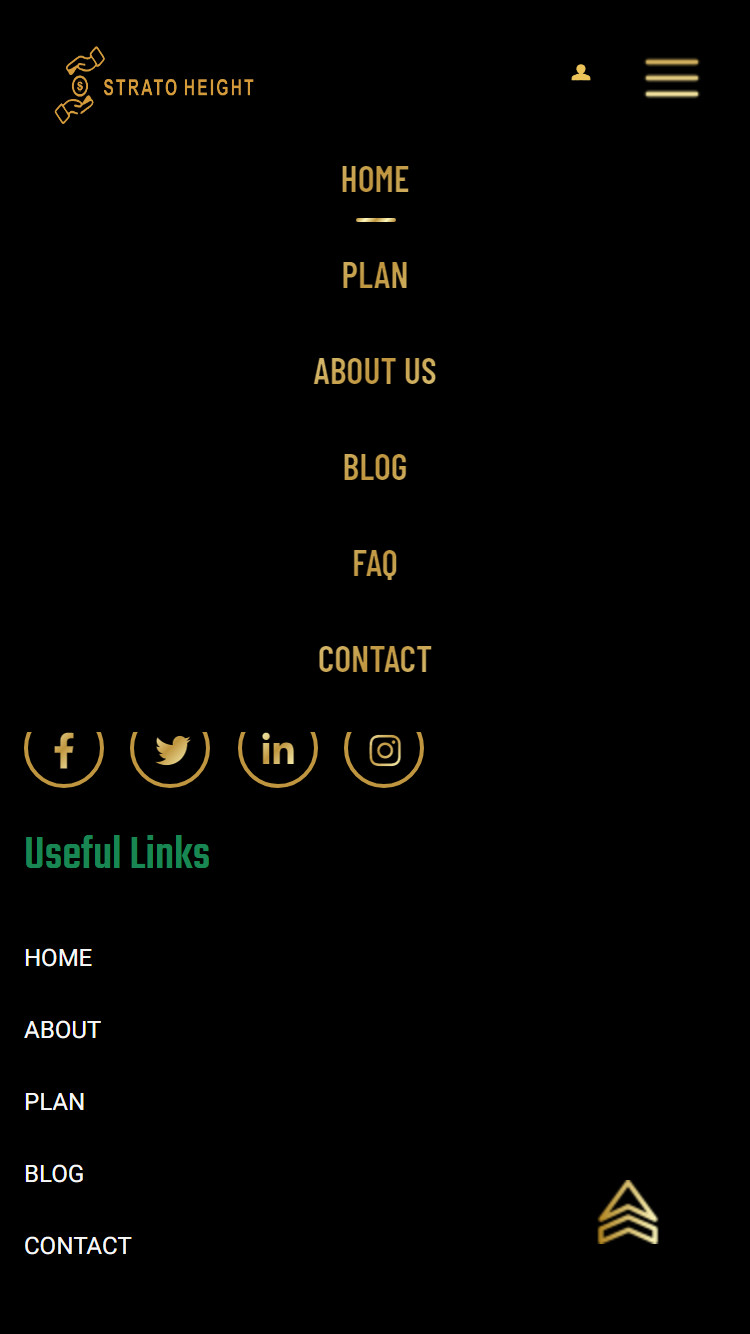 STRATO HEIGHT
HOME
PLAN
ABOUT US
BLOG
FAQ
CONTACT
Useful Links
HOME
ABOUT
PLAN
BLOG
CONTACT